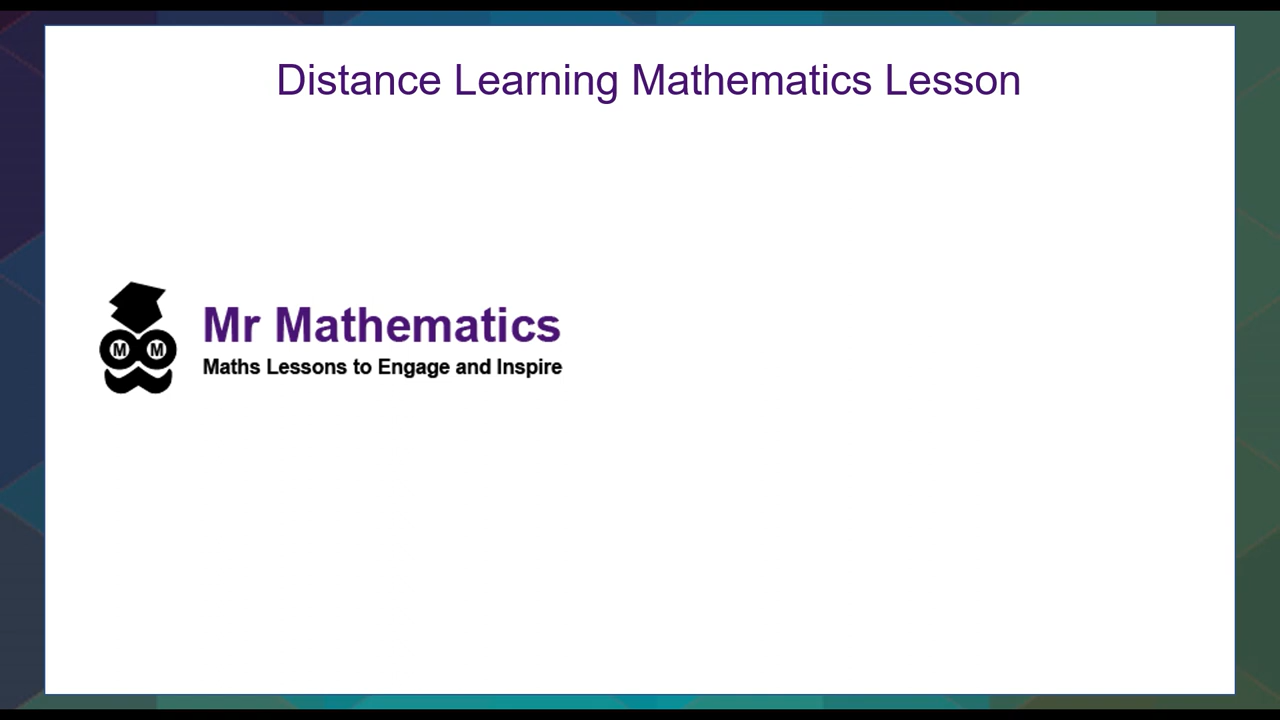 Distance Learning Mathematics Lesson
Mr Mathematics
M M
Maths Lessons to Engage and Inspire